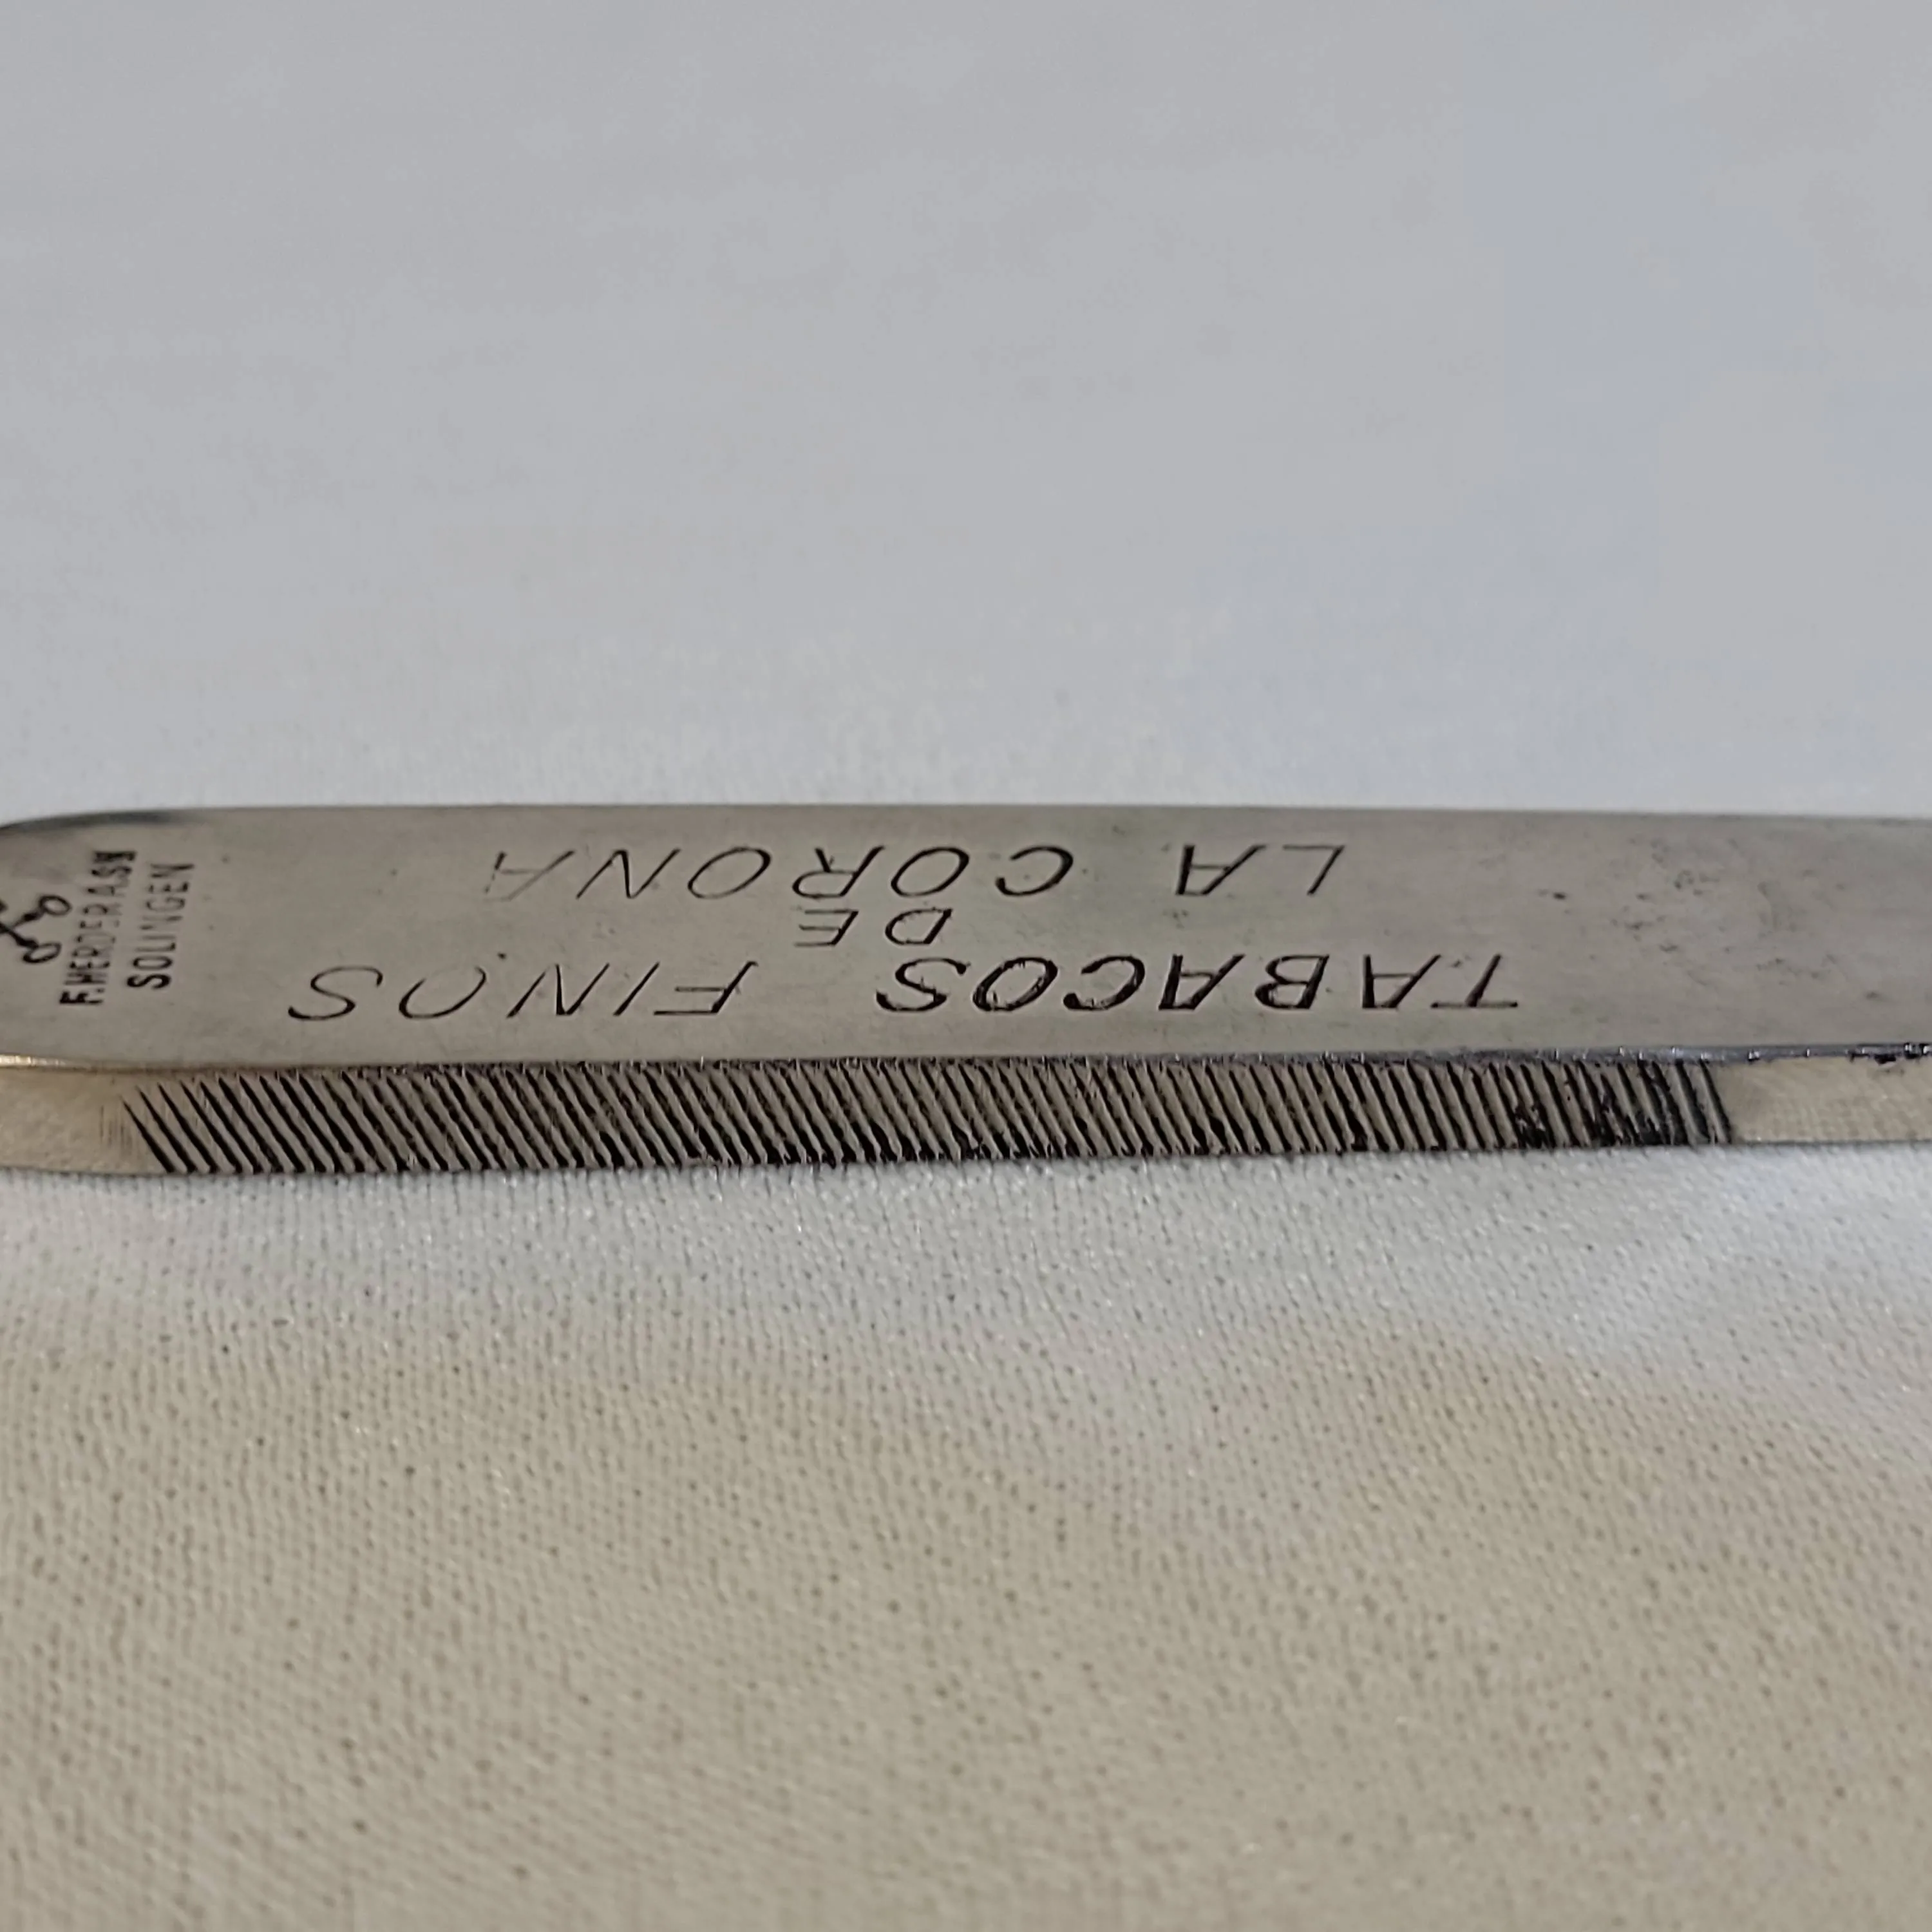 TABACOS FINOS
DE
LA CORONA
F. HERDER A. SN
SOLINGEN